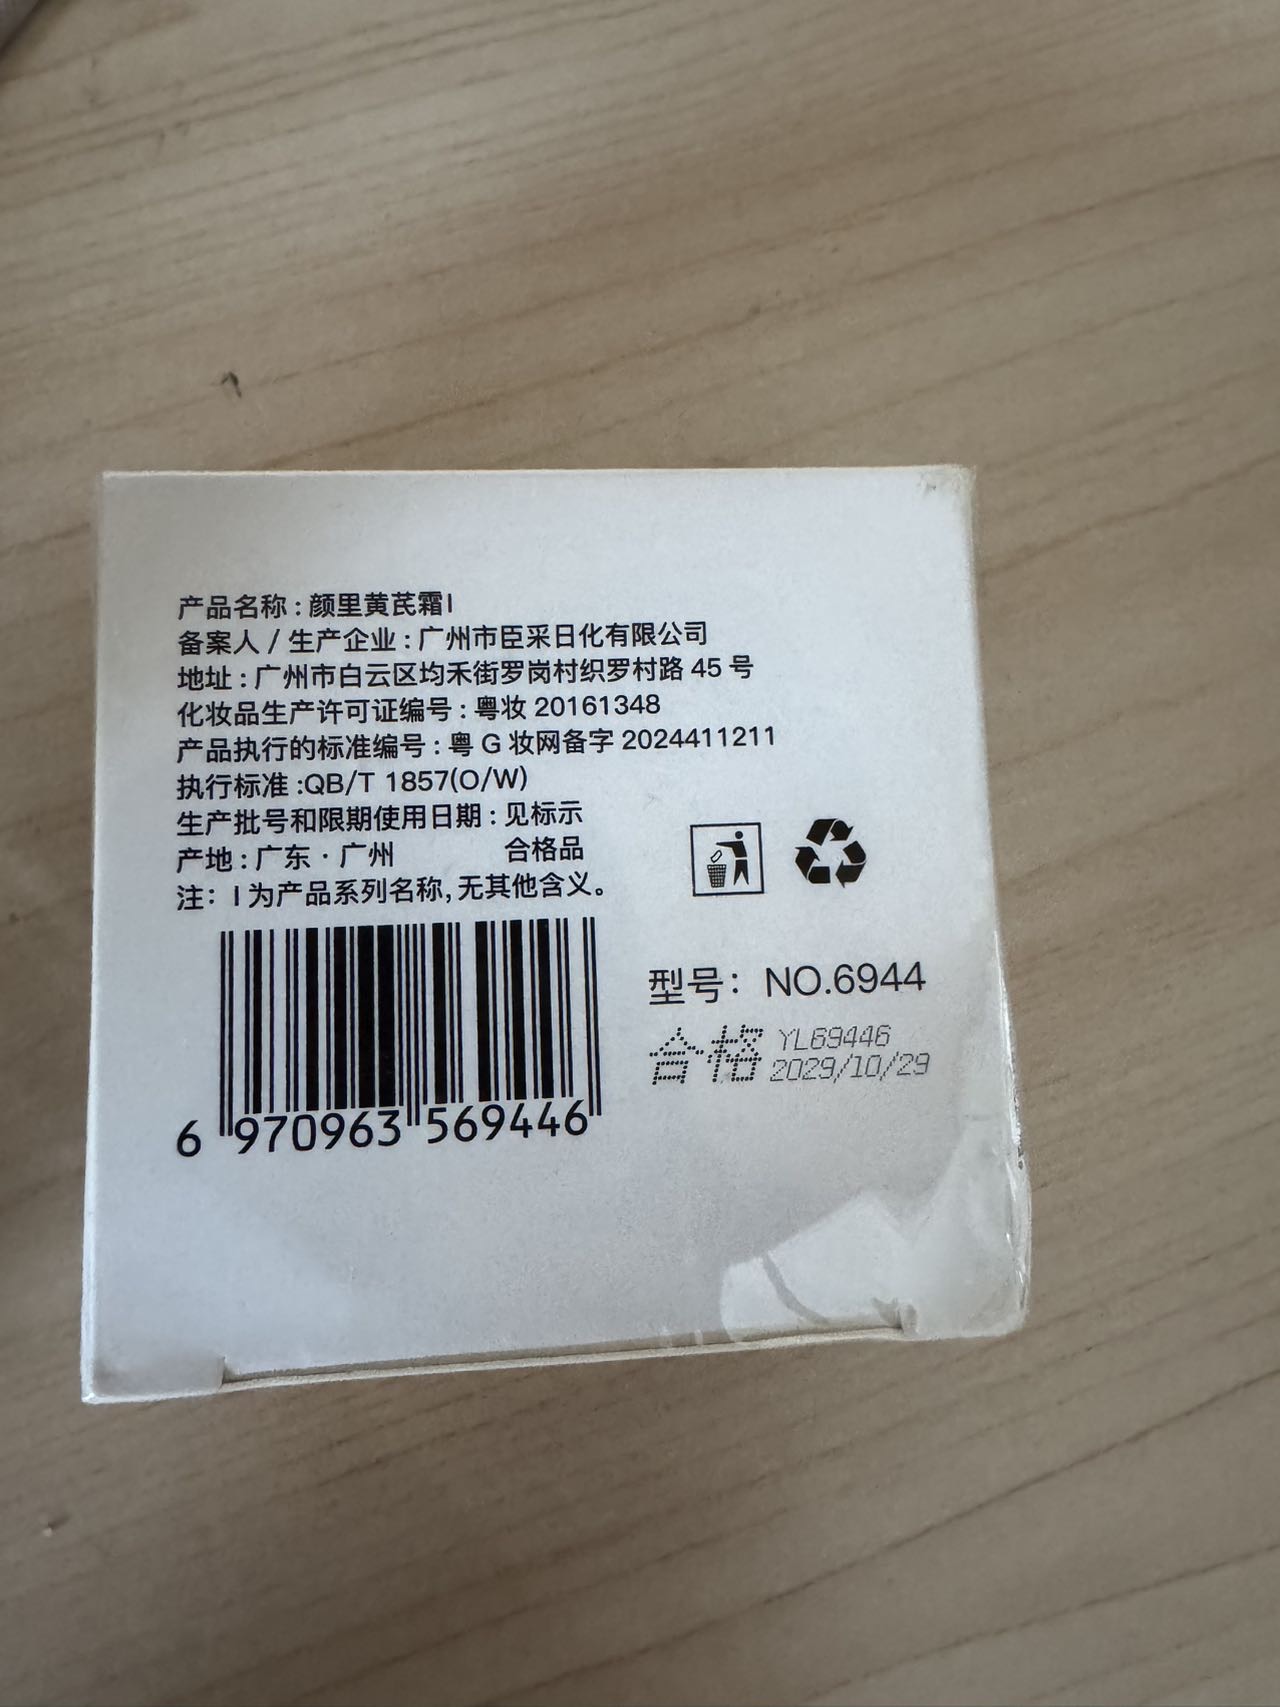 产品名称：颜里黄芪霜I
备案人 / 生产企业：广州市臣采日化有限公司
地址：广州市白云区均禾街罗岗村织罗村路 45 号
化妆品生产许可证编号：粤妆 20161348
产品执行的标准编号：粤 G 妆网备字 2024411211
执行标准:QB/T 1857(O/W)
生产批号和限期使用日期：见标示
产地：广东·广州 合格品
注：I 为产品系列名称,无其他含义。
6 970963 569446
型号：NO.6944
合格 YL69446
2029/10/29